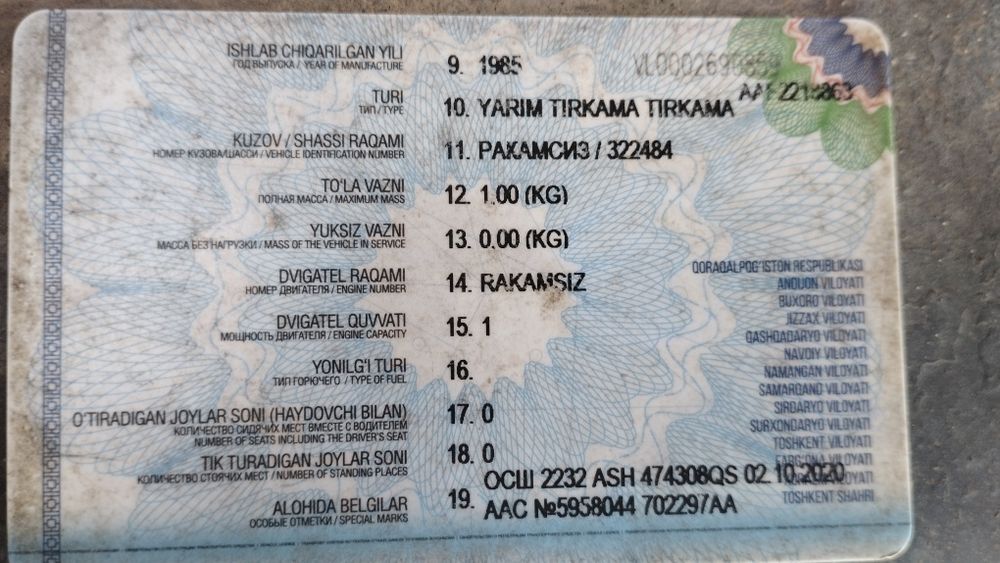 ISHLAB CHIQARILGAN YILI
ГОД ВЫПУСКА / YEAR OF MANUFACTURE
9. 1985
TURI
ТИП / TYPE
10. YARIM TIRKAMA TIRKAMA
KUZOV / SHASSI RAQAMI
НОМЕР КУЗОВА/ШАССИ / VEHICLE IDENTIFICATION NUMBER
11. РАКАМСИЗ / 322484
TO'LA VAZNI
ПОЛНАЯ МАССА / MAXIMUM MASS
12. 1.00 (KG)
YUKSIZ VAZNI
МАССА БЕЗ НАГРУЗКИ / MASS OF THE VEHICLE IN SERVICE
13. 0.00 (KG)
DVIGATEL RAQAMI
НОМЕР ДВИГАТЕЛЯ / ENGINE NUMBER
14. RAKAMSIZ
DVIGATEL QUVVATI
МОЩНОСТЬ ДВИГАТЕЛЯ / ENGINE CAPACITY
15. 1
YONILG'I TURI
ТИП ГОРЮЧЕГО / TYPE OF FUEL
16.
O'TIRADIGAN JOYLAR SONI (HAYDOVCHI BILAN)
КОЛИЧЕСТВО СИДЯЧИХ МЕСТ ВМЕСТЕ С ВОДИТЕЛЕМ
NUMBER OF SEATS INCLUDING THE DRIVER'S SEAT
17. 0
TIK TURADIGAN JOYLAR SONI
КОЛИЧЕСТВО СТОЯЧИХ МЕСТ / NUMBER OF STANDING PLACES
18. 0
ALOHIDA BELGILAR
ОСОБЫЕ ОТМЕТКИ / SPECIAL MARKS
19. ОСШ 2232 ASH 474308QS 02.10.2020
ААС №5958044 702297АА
QORAQALPOG'ISTON RESPUBLIKASI
ANDIJON VILOYATI
BUXORO VILOYATI
JIZZAX VILOYATI
QASHQADARYO VILOYATI
NAVOIY VILOYATI
NAMANGAN VILOYATI
SAMARQAND VILOYATI
SIRDARYO VILOYATI
SURXONDARYO VILOYATI
TOSHKENT VILOYATI
FARG'ONA VILOYATI
TOSHKENT SHAHRI